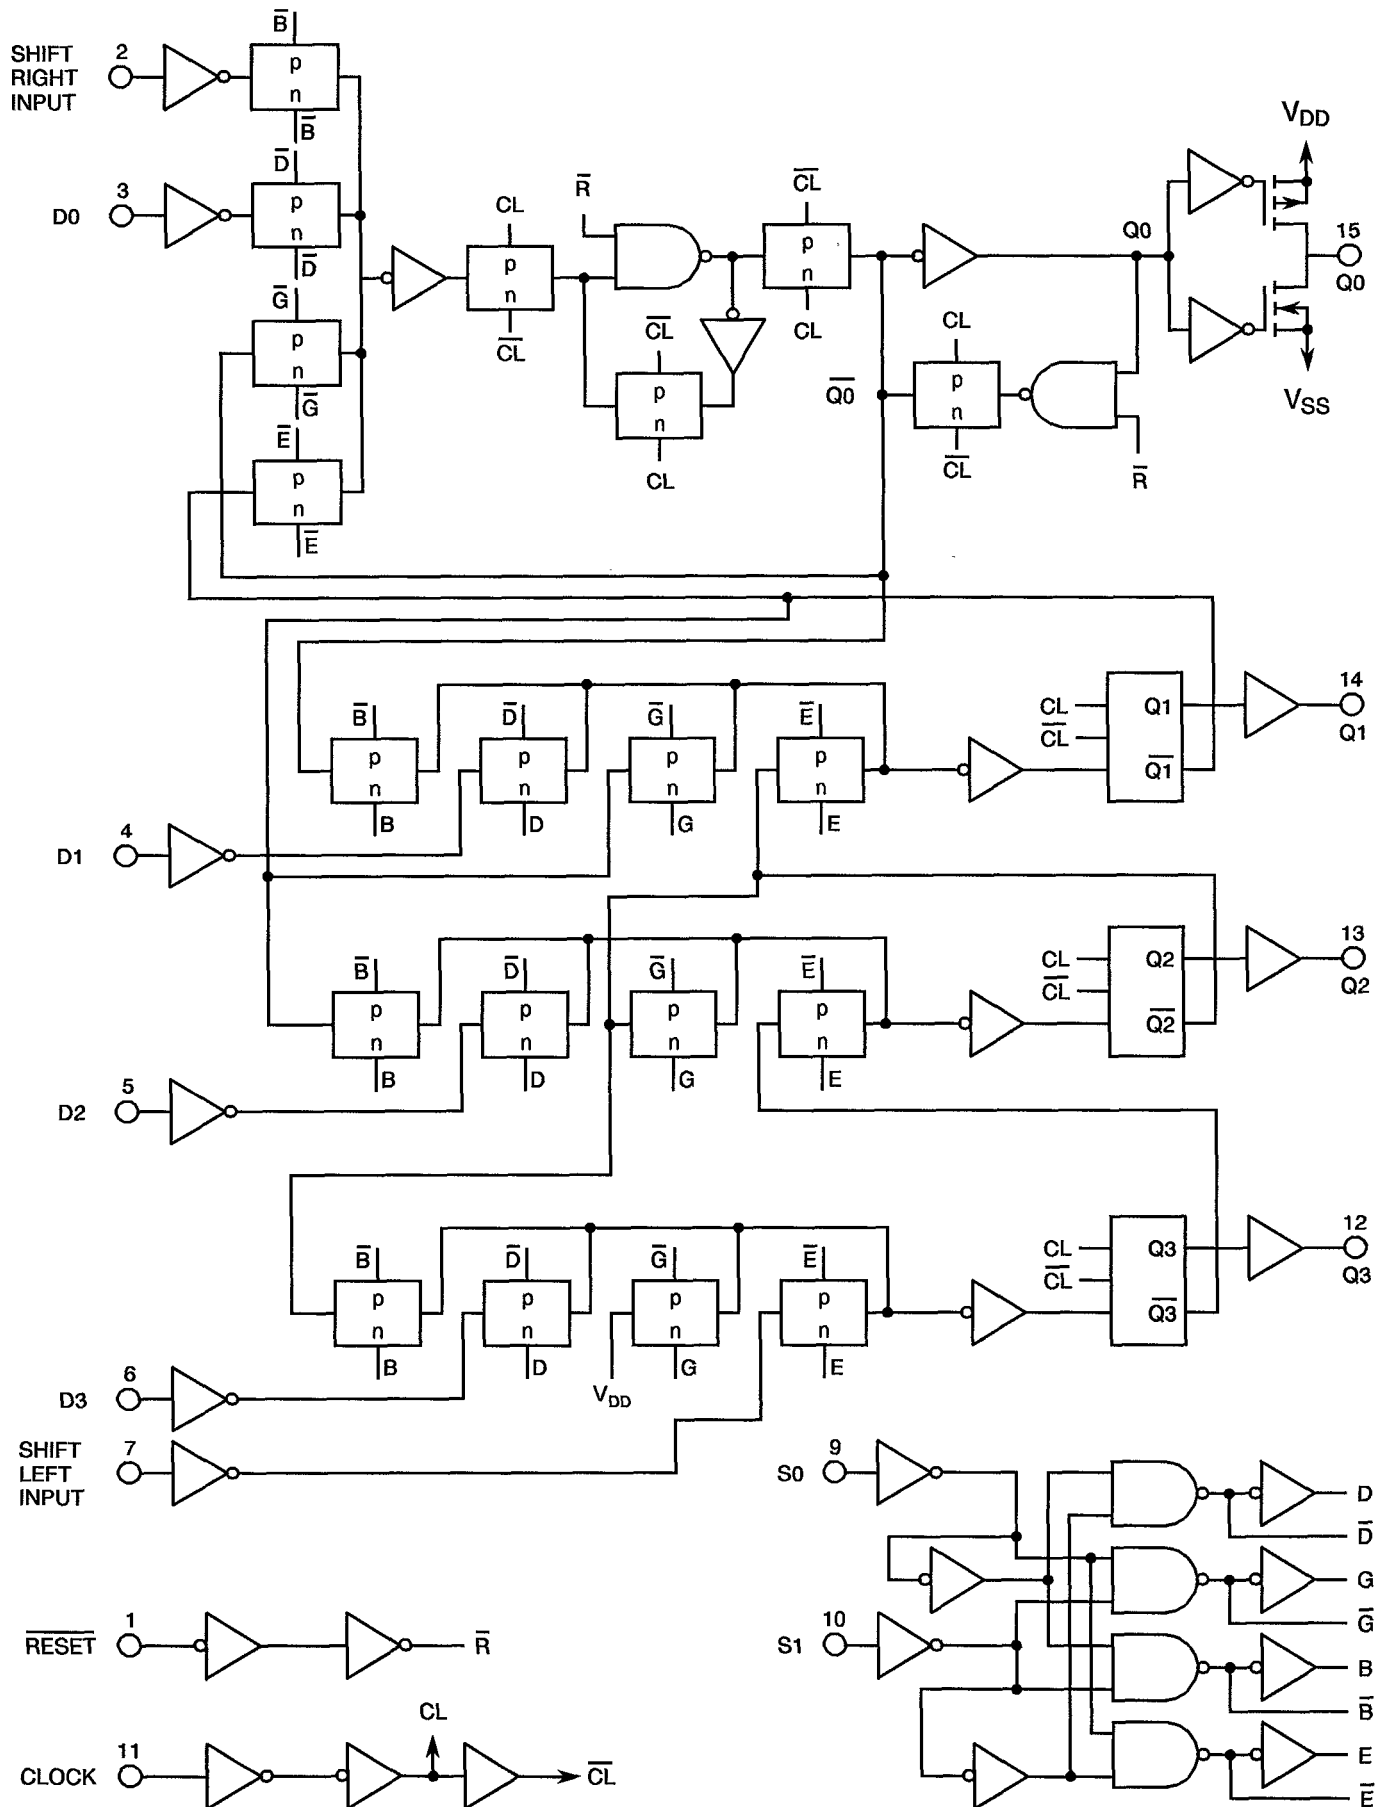 B̅
SHIFT 2
RIGHT
INPUT
p
n
B̅
D̅
D0 3
p
n
D̅
G̅
p
n
G̅
E̅
p
n
E̅
CL
p
n
C̅L̅
R̅
C̅L̅
p
n
CL
C̅L̅
p
n
CL
Q̅0̅
CL
p
n
C̅L̅
R̅
Q0
VDD
15
Q0
VSS
B̅ D̅ G̅ E̅
p p p p
n n n n
B D G E
CL Q1
C̅L̅ Q̅1̅
14
Q1
4
D1
B̅ D̅ G̅ E̅
p p p p
n n n n
B D G E
CL Q2
C̅L̅ Q̅2̅
13
Q2
5
D2
B̅ D̅ G̅ E̅
p p p p
n n n n
B D G E
VDD
CL Q3
C̅L̅ Q̅3̅
12
Q3
6
D3
SHIFT 7
LEFT
INPUT
9
S0
10
S1
D
D̅
G
G̅
B
B̅
E
E̅
1
R̅E̅S̅E̅T̅ R̅
CL
11
CLOCK C̅L̅